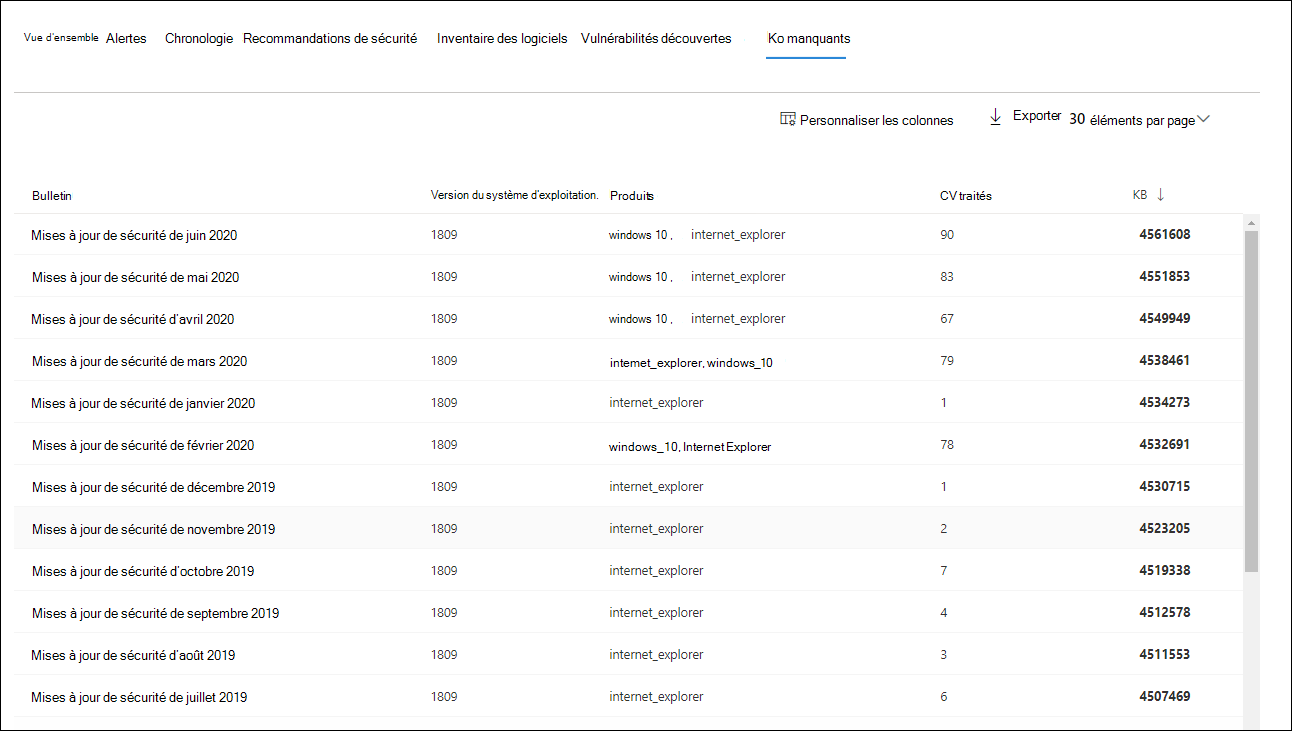 Vue d'ensemble Alertes Chronologie Recommandations de sécurité Inventaire des logiciels Vulnérabilités découvertes Ko manquants
Personnaliser les colonnes Exporter 30 éléments par page
Bulletin Version du système d'exploitation. Produits CV traités KB
Mises à jour de sécurité de juin 2020 1809 windows 10 , internet_explorer 90 4561608
Mises à jour de sécurité de mai 2020 1809 windows 10 , internet_explorer 83 4551853
Mises à jour de sécurité d'avril 2020 1809 windows 10 , internet_explorer 67 4549949
Mises à jour de sécurité de mars 2020 1809 intemet_explorer, windows_10 79 4538461
Mises à jour de sécurité de janvier 2020 1809 internet_explorer 1 4534273
Mises à jour de sécurité de février 2020 1809 windows_10, Internet Explorer 78 4532691
Mises à jour de sécurité de décembre 2019 1809 internet_explorer 1 4530715
Mises à jour de sécurité de novembre 2019 1809 internet_explorer 2 4523205
Mises à jour de sécurité d'octobre 2019 1809 internet_explorer 7 4519338
Mises à jour de sécurité de septembre 2019 1809 internet_explorer 4 4512578
Mises à jour de sécurité d'août 2019 1809 internet_explorer 3 4511553
Mises à jour de sécurité de juillet 2019 1809 internet_explorer 6 4507469